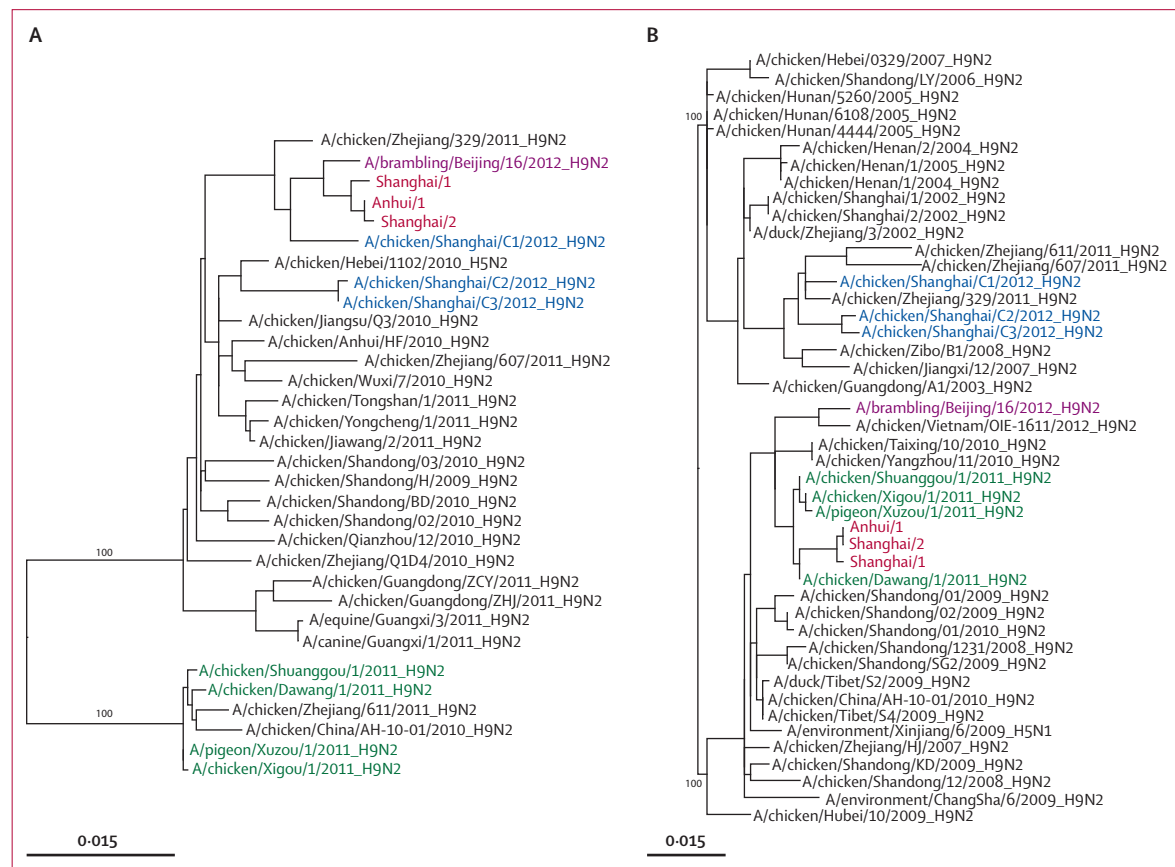 A
A/chicken/Zhejiang/329/2011_H9N2
A/brambling/Beijing/16/2012_H9N2
Shanghai/1
Anhui/1
Shanghai/2
A/chicken/Shanghai/C1/2012_H9N2
A/chicken/Hebei/1102/2010_H5N2
A/chicken/Shanghai/C2/2012_H9N2
A/chicken/Shanghai/C3/2012_H9N2
A/chicken/Jiangsu/Q3/2010_H9N2
A/chicken/Anhui/HF/2010_H9N2
A/chicken/Zhejiang/607/2011_H9N2
A/chicken/Wuxi/7/2010_H9N2
A/chicken/Tongshan/1/2011_H9N2
A/chicken/Yongcheng/1/2011_H9N2
A/chicken/Jiawang/2/2011_H9N2
A/chicken/Shandong/03/2010_H9N2
A/chicken/Shandong/H/2009_H9N2
A/chicken/Shandong/BD/2010_H9N2
A/chicken/Shandong/02/2010_H9N2
A/chicken/Qianzhou/12/2010_H9N2
100
A/chicken/Zhejiang/Q1D4/2010_H9N2
A/chicken/Guangdong/ZCY/2011_H9N2
A/chicken/Guangdong/ZHJ/2011_H9N2
A/equine/Guangxi/3/2011_H9N2
A/canine/Guangxi/1/2011_H9N2
A/chicken/Shuanggou/1/2011_H9N2
A/chicken/Dawang/1/2011_H9N2
100
A/chicken/Zhejiang/611/2011_H9N2
A/chicken/China/AH-10-01/2010_H9N2
A/pigeon/Xuzou/1/2011_H9N2
A/chicken/Xigou/1/2011_H9N2
0·015
B
A/chicken/Hebei/0329/2007_H9N2
A/chicken/Shandong/LY/2006_H9N2
A/chicken/Hunan/5260/2005_H9N2
100
A/chicken/Hunan/6108/2005_H9N2
A/chicken/Hunan/4444/2005_H9N2
A/chicken/Henan/2/2004_H9N2
A/chicken/Henan/1/2005_H9N2
A/chicken/Henan/1/2004_H9N2
A/chicken/Shanghai/1/2002_H9N2
A/chicken/Shanghai/2/2002_H9N2
A/duck/Zhejiang/3/2002_H9N2
A/chicken/Zhejiang/611/2011_H9N2
A/chicken/Zhejiang/607/2011_H9N2
A/chicken/Shanghai/C1/2012_H9N2
A/chicken/Zhejiang/329/2011_H9N2
A/chicken/Shanghai/C2/2012_H9N2
A/chicken/Shanghai/C3/2012_H9N2
A/chicken/Zibo/B1/2008_H9N2
A/chicken/Jiangxi/12/2007_H9N2
A/chicken/Guangdong/A1/2003_H9N2
A/brambling/Beijing/16/2012_H9N2
A/chicken/Vietnam/OIE-1611/2012_H9N2
A/chicken/Taixing/10/2010_H9N2
A/chicken/Yangzhou/11/2010_H9N2
A/chicken/Shuanggou/1/2011_H9N2
A/chicken/Xigou/1/2011_H9N2
A/pigeon/Xuzou/1/2011_H9N2
Anhui/1
Shanghai/2
Shanghai/1
A/chicken/Dawang/1/2011_H9N2
A/chicken/Shandong/01/2009_H9N2
A/chicken/Shandong/02/2009_H9N2
A/chicken/Shandong/01/2010_H9N2
A/chicken/Shandong/1231/2008_H9N2
A/chicken/Shandong/SG2/2009_H9N2
A/duck/Tibet/S2/2009_H9N2
A/chicken/China/AH-10-01/2010_H9N2
A/chicken/Tibet/S4/2009_H9N2
A/environment/Xinjiang/6/2009_H5N1
A/chicken/Zhejiang/HJ/2007_H9N2
A/chicken/Shandong/KD/2009_H9N2
100
A/chicken/Shandong/12/2008_H9N2
A/environment/ChangSha/6/2009_H9N2
A/chicken/Hubei/10/2009_H9N2
0·015